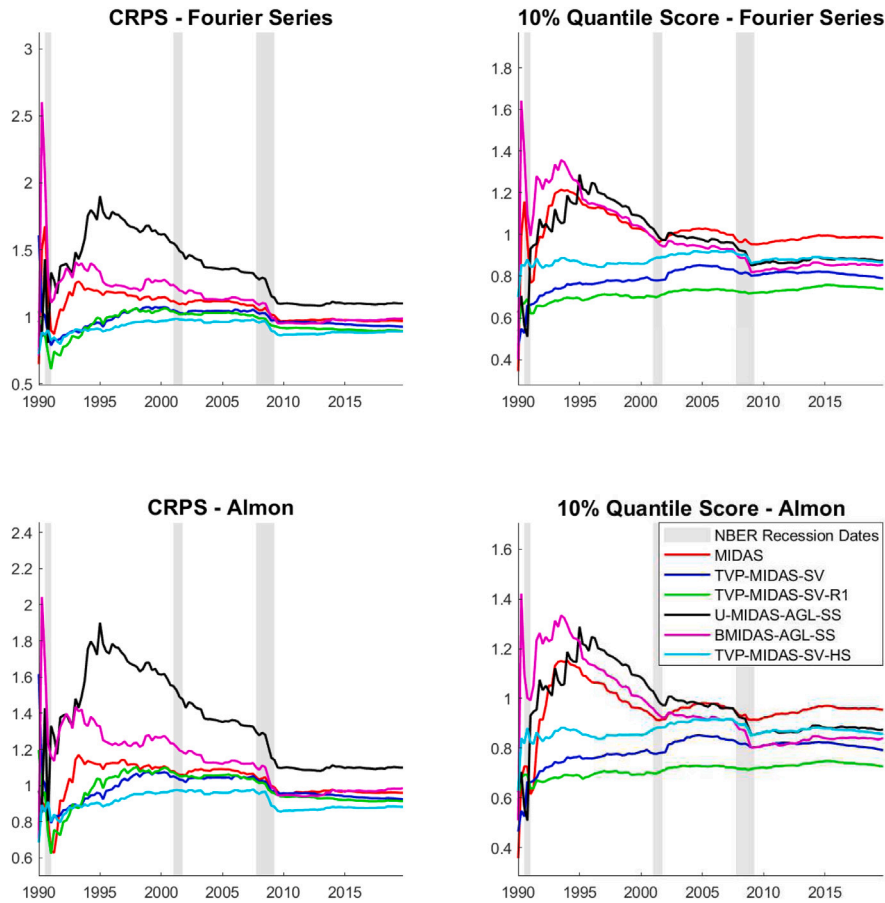 CRPS - Fourier Series
3
2.5
2
1.5
1
0.5
1990 1995 2000 2005 2010 2015
10% Quantile Score - Fourier Series
1.8
1.6
1.4
1.2
1
0.8
0.6
0.4
1990 1995 2000 2005 2010 2015
CRPS - Almon
2.4
2.2
2
1.8
1.6
1.4
1.2
1
0.8
0.6
1990 1995 2000 2005 2010 2015
10% Quantile Score - Almon
1.6
1.4
1.2
1
0.8
0.6
0.4
1990 1995 2000 2005 2010 2015
NBER Recession Dates
MIDAS
TVP-MIDAS-SV
TVP-MIDAS-SV-R1
U-MIDAS-AGL-SS
BMIDAS-AGL-SS
TVP-MIDAS-SV-HS